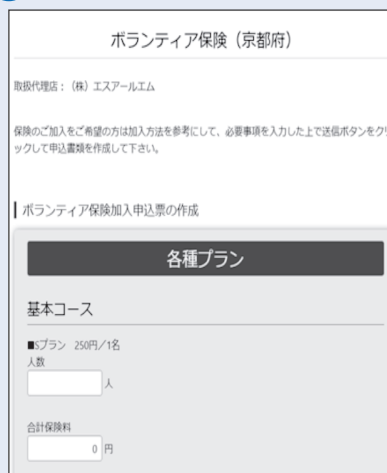 ボランティア保険（京都府）
取扱代理店：（株）エスアールエム
保険のご加入をご希望の方は加入方法を参考にして、必要事項を入力した上で送信ボタンをクリ
ックして申込書類を作成して下さい。
ボランティア保険加入申込票の作成
各種プラン
基本コース
■Sプラン　250円／1名
人数
人
合計保険料
0 円